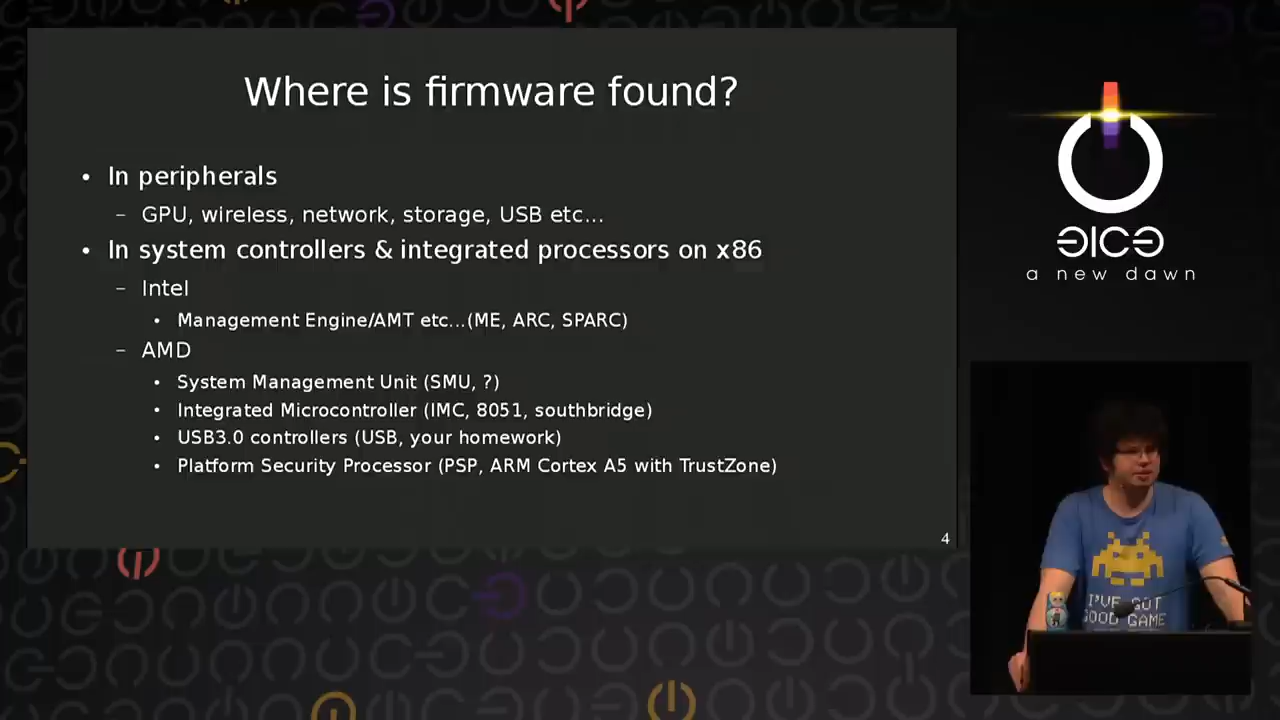 Where is firmware found?
• In peripherals
– GPU, wireless, network, storage, USB etc...
• In system controllers & integrated processors on x86
– Intel
• Management Engine/AMT etc...(ME, ARC, SPARC)
– AMD
• System Management Unit (SMU, ?)
• Integrated Microcontroller (IMC, 8051, southbridge)
• USB3.0 controllers (USB, your homework)
• Platform Security Processor (PSP, ARM Cortex A5 with TrustZone)
4
a new dawn
I'VE GOT
GOOD GAME